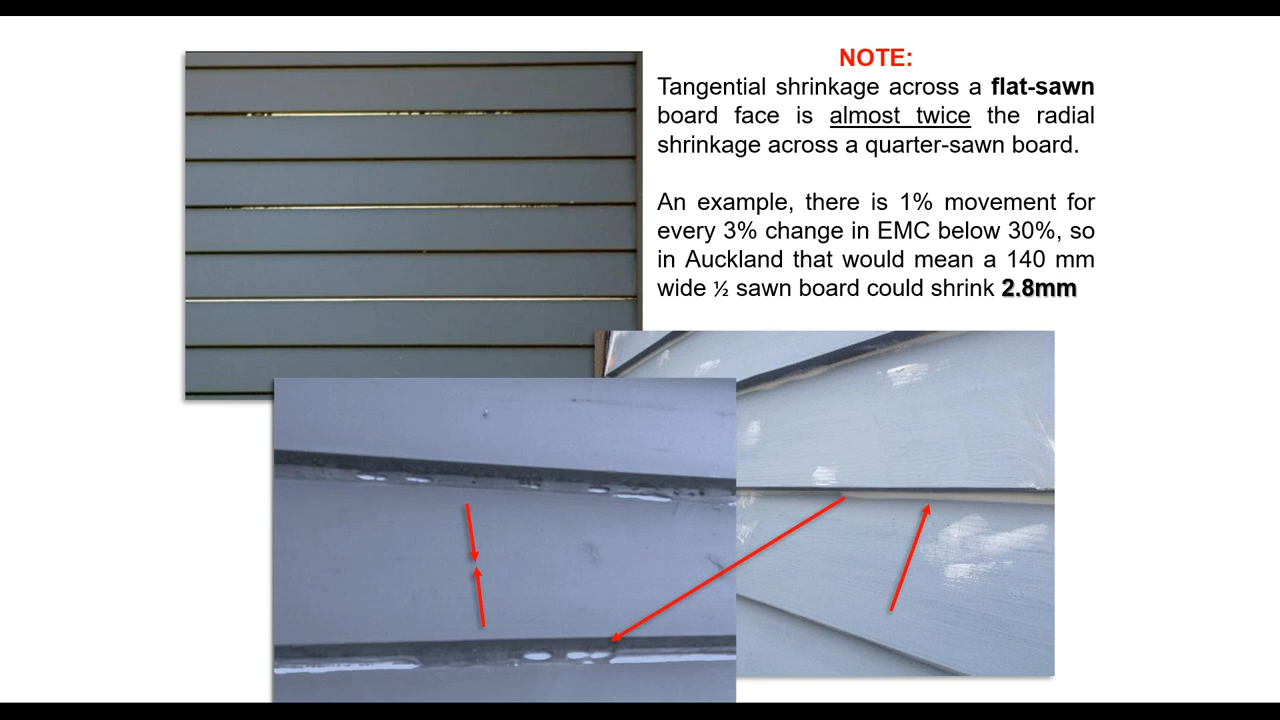 NOTE:
Tangential shrinkage across a flat-sawn
board face is almost twice the radial
shrinkage across a quarter-sawn board.
An example, there is 1% movement for
every 3% change in EMC below 30%, so
in Auckland that would mean a 140 mm
wide ½ sawn board could shrink 2.8mm